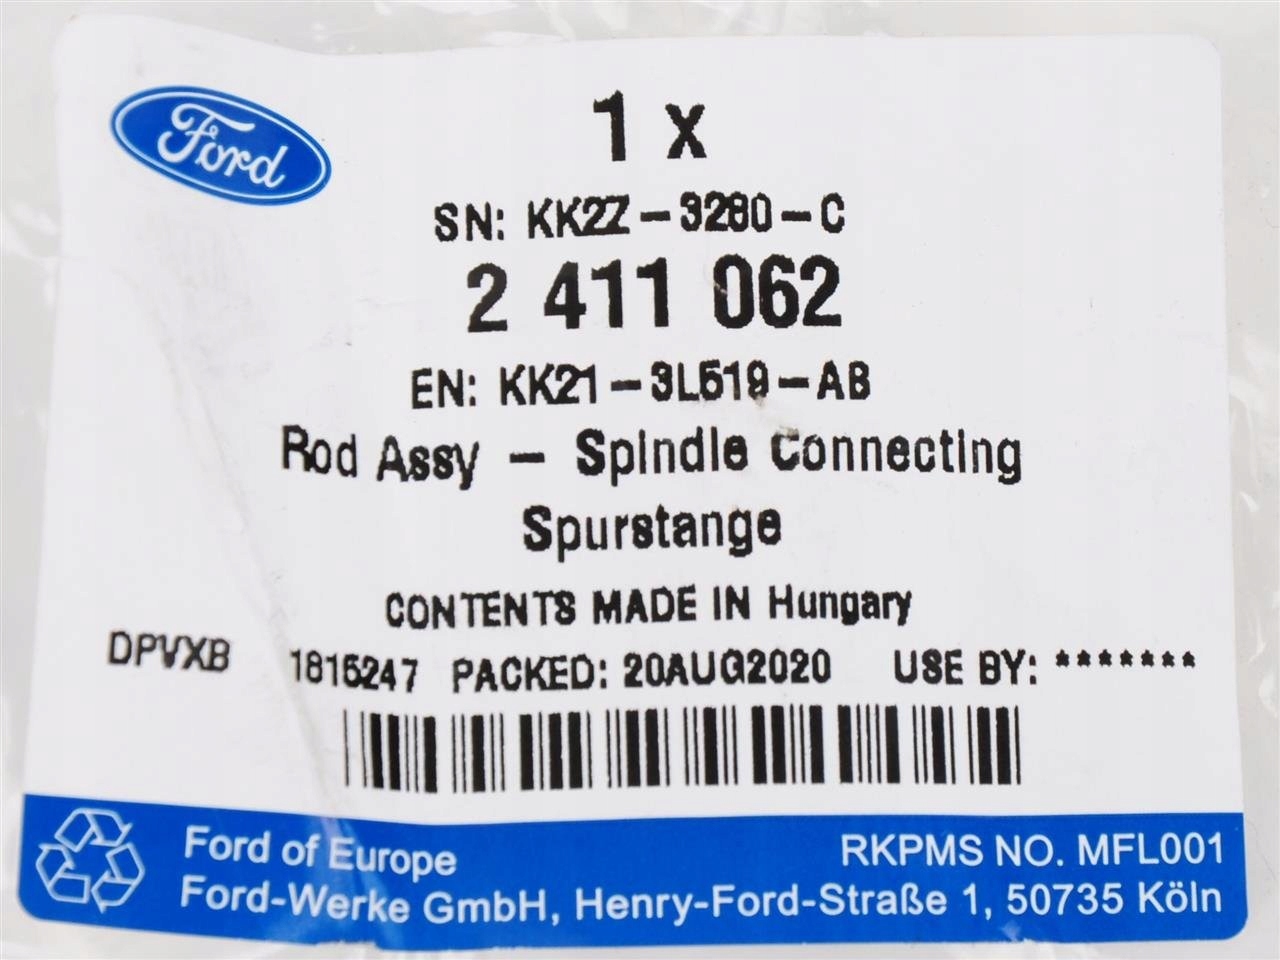 Ford
1 x
SN: KK2Z-3280-C
2 411 062
EN: KK21-3L519-AB
Rod Assy - Spindle Connecting
Spurstange
CONTENTS MADE IN Hungary
DPVXB 1815247 PACKED: 20AUG2020 USE BY: *******
Ford of Europe RKPMS NO. MFL001
Ford-Werke GmbH, Henry-Ford-Straße 1, 50735 Köln